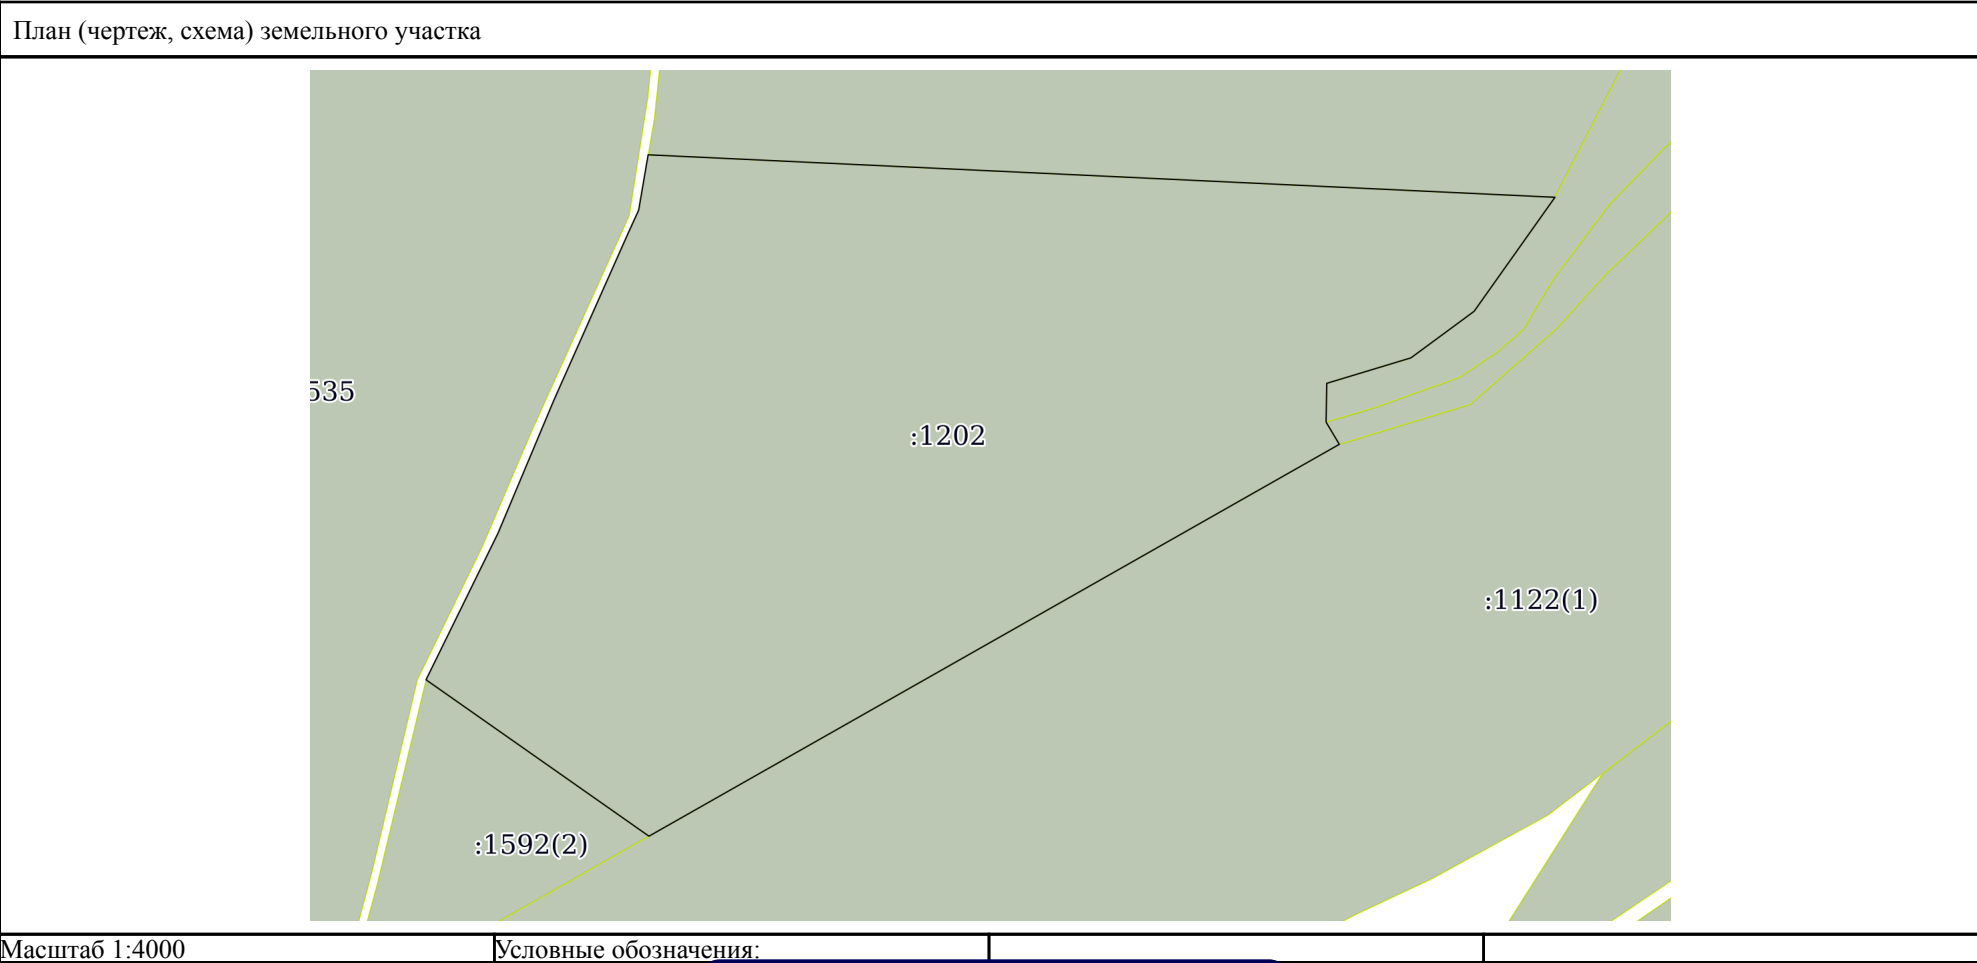 План (чертеж, схема) земельного участка
535
:1202
:1122(1)
:1592(2)
Масштаб 1:4000
Условные обозначения: